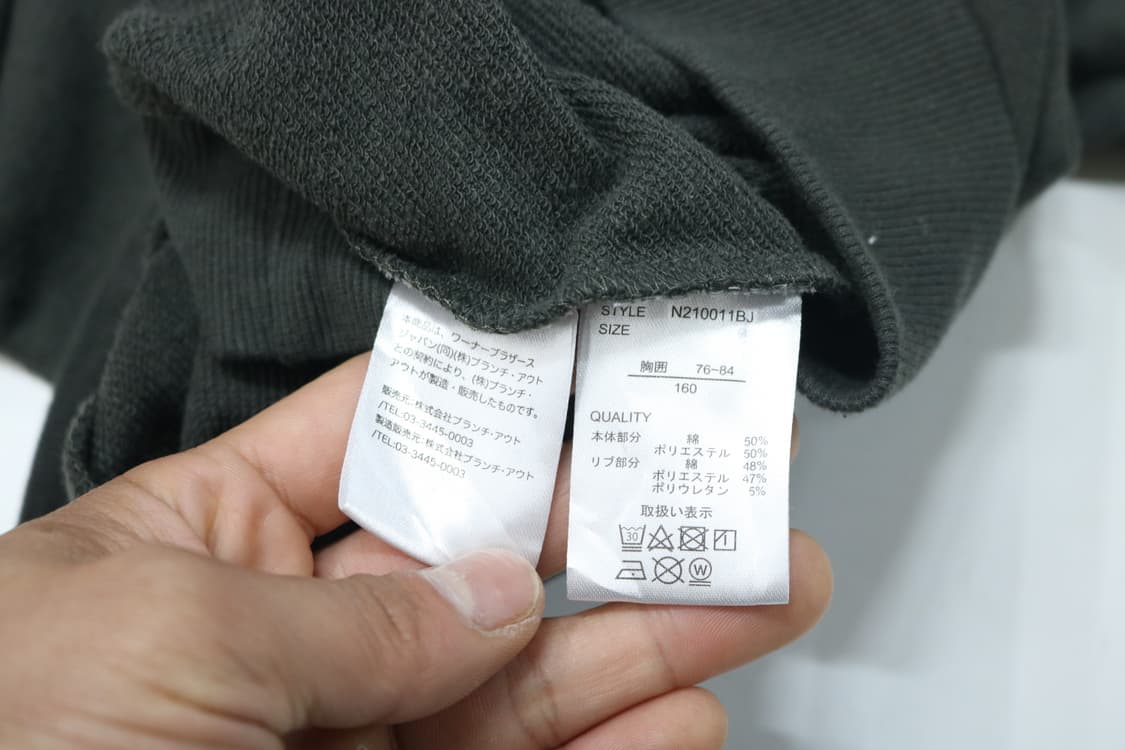 本商品は、ワーナーブラザース
ジャパン(同)(株)ブランチ・アウト
との契約により、(株)ブランチ・
アウトが製造・販売したものです。
販売元:株式会社ブランチ・アウト
/TEL:03-3445-0003
製造販売元:株式会社ブランチ・アウト
/TEL:03-3445-0003
STYLE N210011BJ
SIZE
胸囲 76~84
160
QUALITY
本体部分 綿 50%
ポリエステル 50%
リブ部分 綿 48%
ポリエステル 47%
ポリウレタン 5%
取扱い表示
30
W